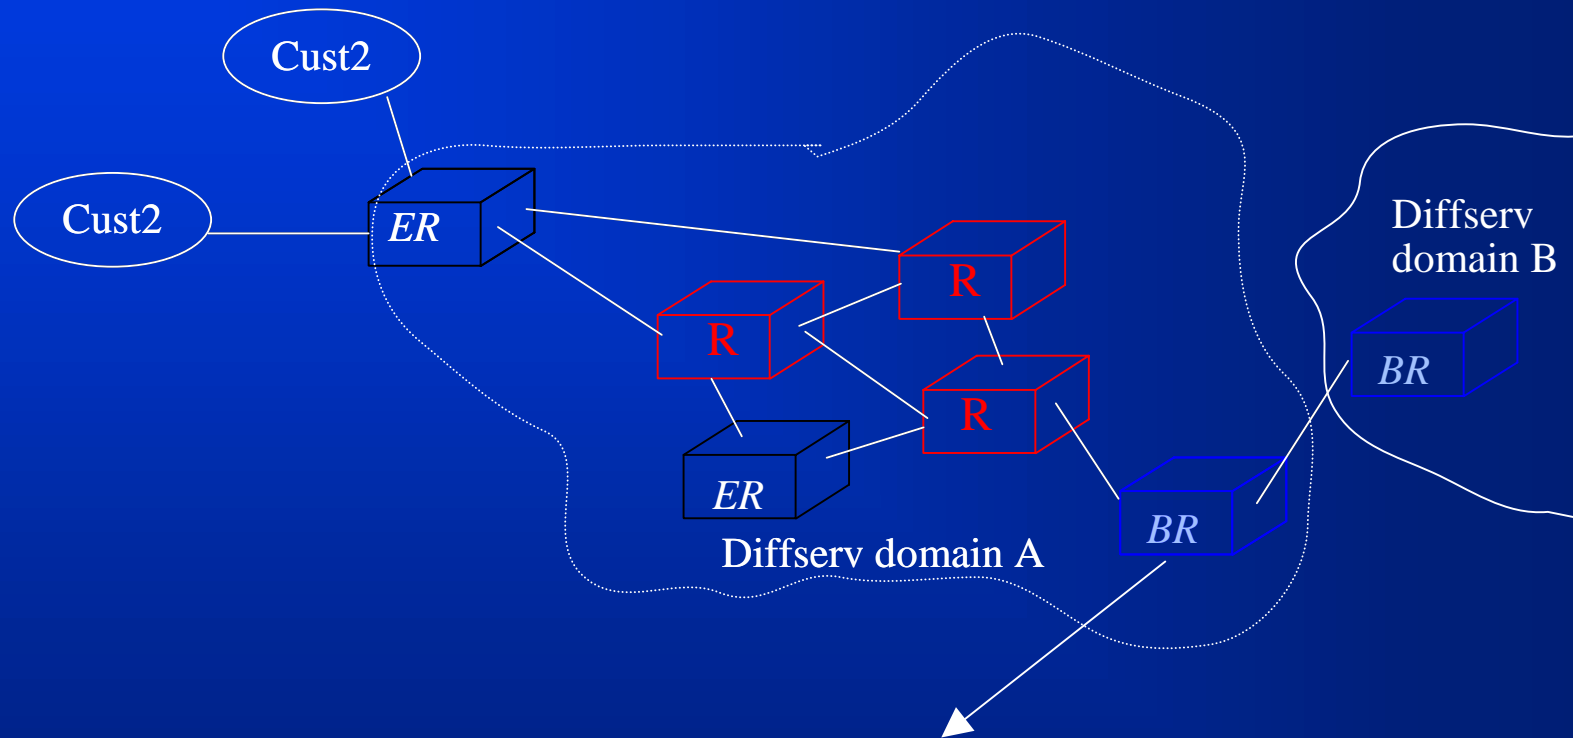 Cust2
Cust2
ER
Diffserv
domain B
R
R
BR
R
ER
BR
Diffserv domain A